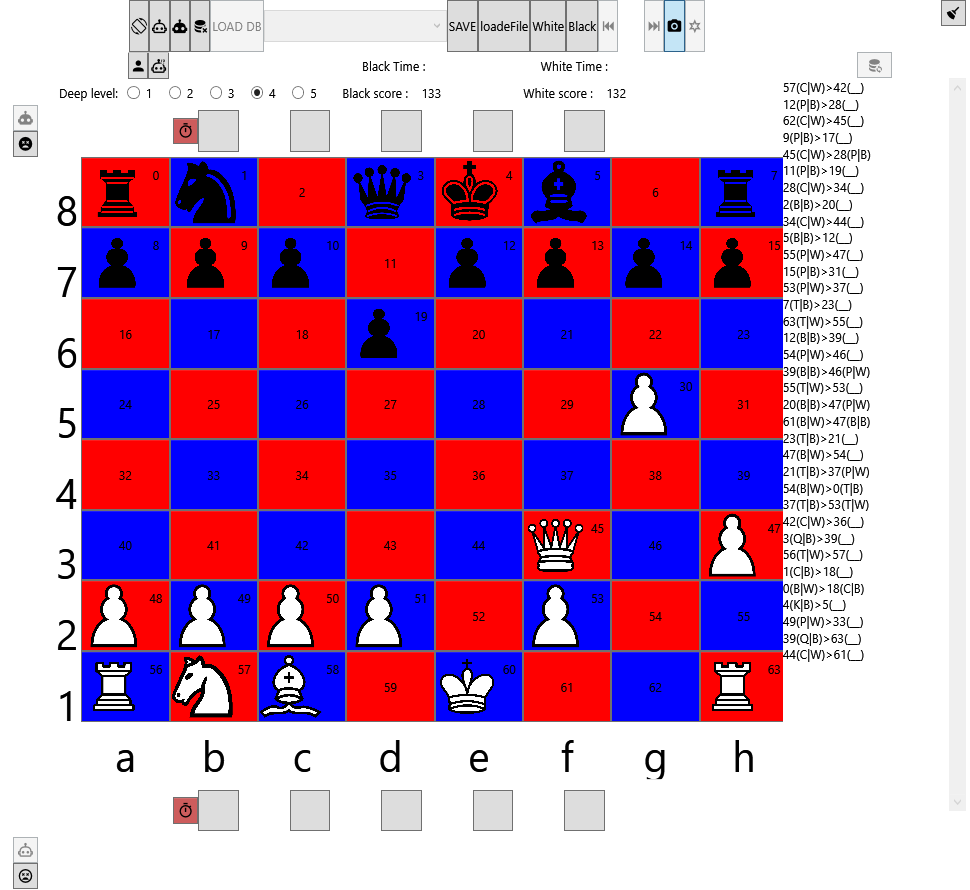 LOAD DB SAVE loadeFile White Black
Black Time : White Time :
Deep level: 1 2 3 4 5 Black score : 133 White score : 132
57(C|W)>42(__)
12(P|B)>28(__)
62(C|W)>45(__)
9(P|B)>17(__)
45(C|W)>28(P|B)
11(P|B)>19(__)
28(C|W)>34(__)
2(B|B)>20(__)
34(C|W)>44(__)
5(B|B)>12(__)
55(P|W)>47(__)
15(P|B)>31(__)
53(P|W)>37(__)
7(T|B)>23(__)
63(T|W)>55(__)
12(B|B)>39(__)
54(P|W)>46(__)
39(B|B)>46(P|W)
55(T|W)>53(__)
20(B|B)>47(P|W)
61(B|W)>47(B|B)
23(T|B)>21(__)
47(B|W)>54(__)
21(T|B)>37(P|W)
54(B|W)>0(T|B)
37(T|B)>53(T|W)
42(C|W)>36(__)
3(Q|B)>39(__)
56(T|W)>57(__)
1(C|B)>18(__)
0(B|W)>18(C|B)
4(K|B)>5(__)
49(P|W)>33(__)
39(Q|B)>63(__)
44(C|W)>61(__)
8 0 1 2 3 4 5 6 7
7 8 9 10 11 12 13 14 15
6 16 17 18 19 20 21 22 23
5 24 25 26 27 28 29 30 31
4 32 33 34 35 36 37 38 39
3 40 41 42 43 44 45 46 47
2 48 49 50 51 52 53 54 55
1 56 57 58 59 60 61 62 63
a b c d e f g h